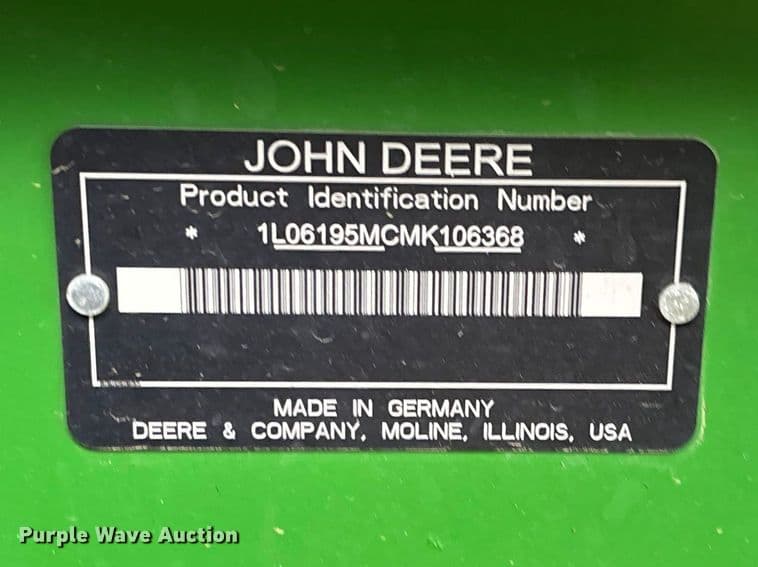 JOHN DEERE
Product Identification Number
* 1L06195MCMK106368 *
MADE IN GERMANY
DEERE & COMPANY, MOLINE, ILLINOIS, USA
Purple Wave Auction